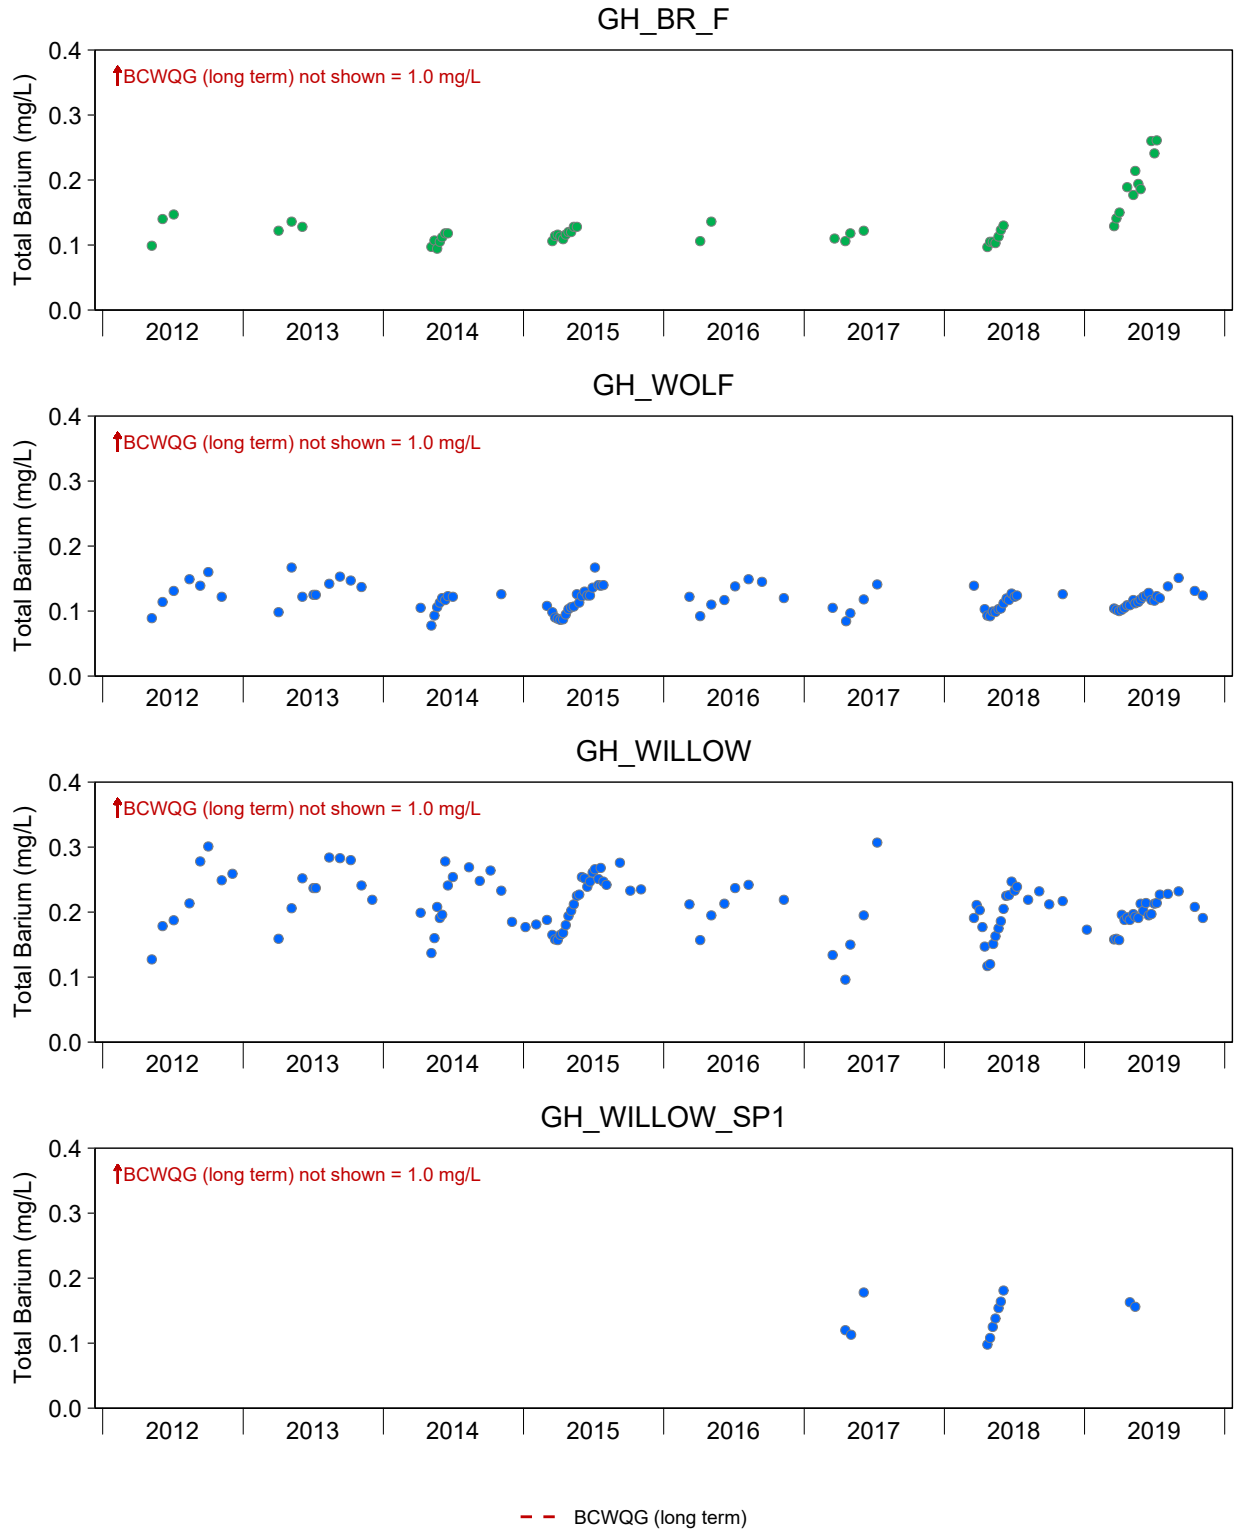 GH_BR_F
Total Barium (mg/L)
0.4
0.3
0.2
0.1
0.0
BCWQG (long term) not shown = 1.0 mg/L
2012 2013 2014 2015 2016 2017 2018 2019
GH_WOLF
Total Barium (mg/L)
0.4
0.3
0.2
0.1
0.0
BCWQG (long term) not shown = 1.0 mg/L
2012 2013 2014 2015 2016 2017 2018 2019
GH_WILLOW
Total Barium (mg/L)
0.4
0.3
0.2
0.1
0.0
BCWQG (long term) not shown = 1.0 mg/L
2012 2013 2014 2015 2016 2017 2018 2019
GH_WILLOW_SP1
Total Barium (mg/L)
0.4
0.3
0.2
0.1
0.0
BCWQG (long term) not shown = 1.0 mg/L
2012 2013 2014 2015 2016 2017 2018 2019
BCWQG (long term)